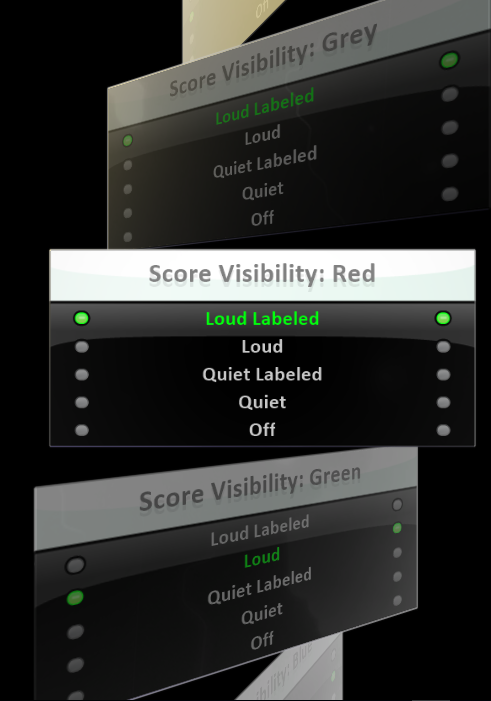 Off
Score Visibility: Grey
Loud Labeled
Loud
Quiet Labeled
Quiet
Off
Score Visibility: Red
Loud Labeled
Loud
Quiet Labeled
Quiet
Off
Score Visibility: Green
Loud Labeled
Loud
Quiet Labeled
Quiet
Off
ibility: Blue